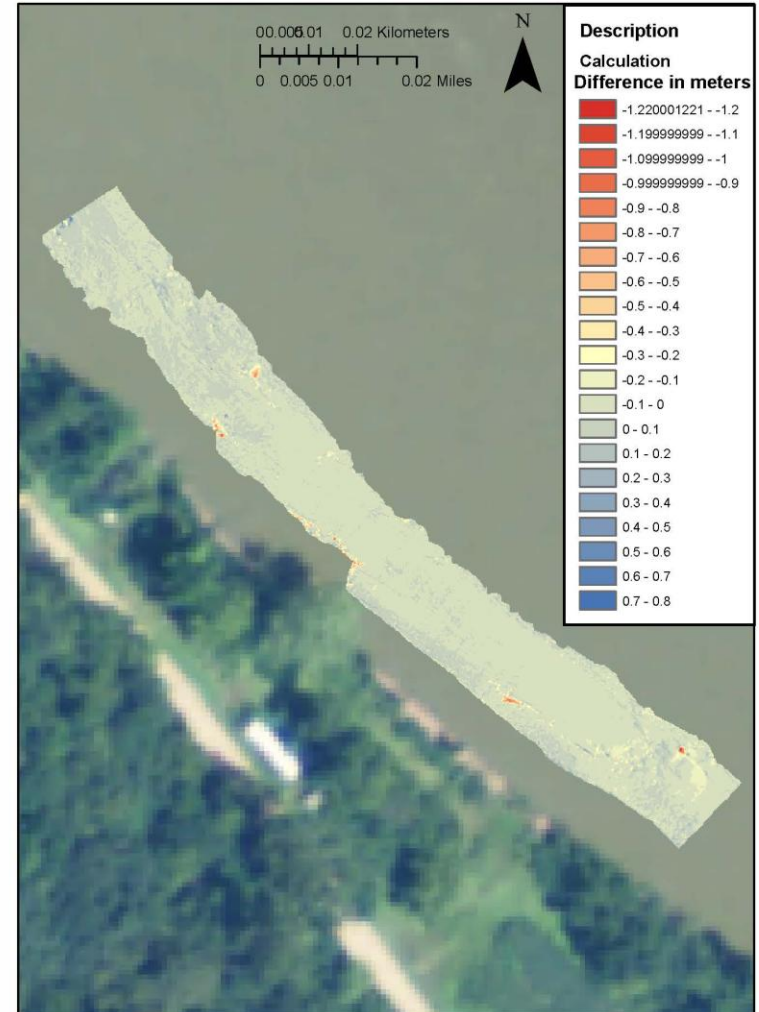 00.005 0.01 0.02 Kilometers
0 0.005 0.01 0.02 Miles
N
Description
Calculation
Difference in meters
-1.220001221 - -1.2
-1.199999999 - -1.1
-1.099999999 - -1
-0.999999999 - -0.9
-0.9 - -0.8
-0.8 - -0.7
-0.7 - -0.6
-0.6 - -0.5
-0.5 - -0.4
-0.4 - -0.3
-0.3 - -0.2
-0.2 - -0.1
-0.1 - 0
0 - 0.1
0.1 - 0.2
0.2 - 0.3
0.3 - 0.4
0.4 - 0.5
0.5 - 0.6
0.6 - 0.7
0.7 - 0.8